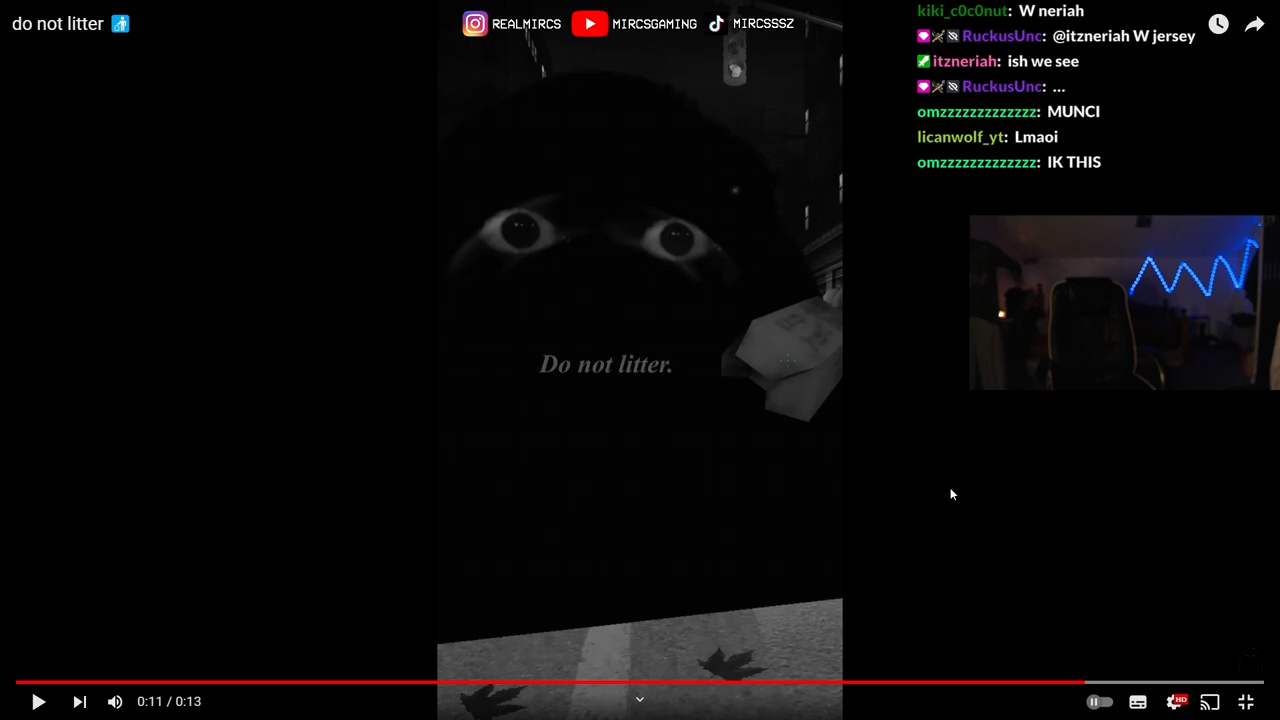 do not litter 🚮
REALMIRCS MIRCSGAMING MIRCSSSZ
kiki_c0c0nut: W neriah
RuckusUnc: @itzneriah W jersey
itzneriah: ish we see
RuckusUnc: ...
omzzzzzzzzzzzzz: MUNCI
licanwolf_yt: Lmaoi
omzzzzzzzzzzzzz: IK THIS
Do not litter.
0:11 / 0:13
HD